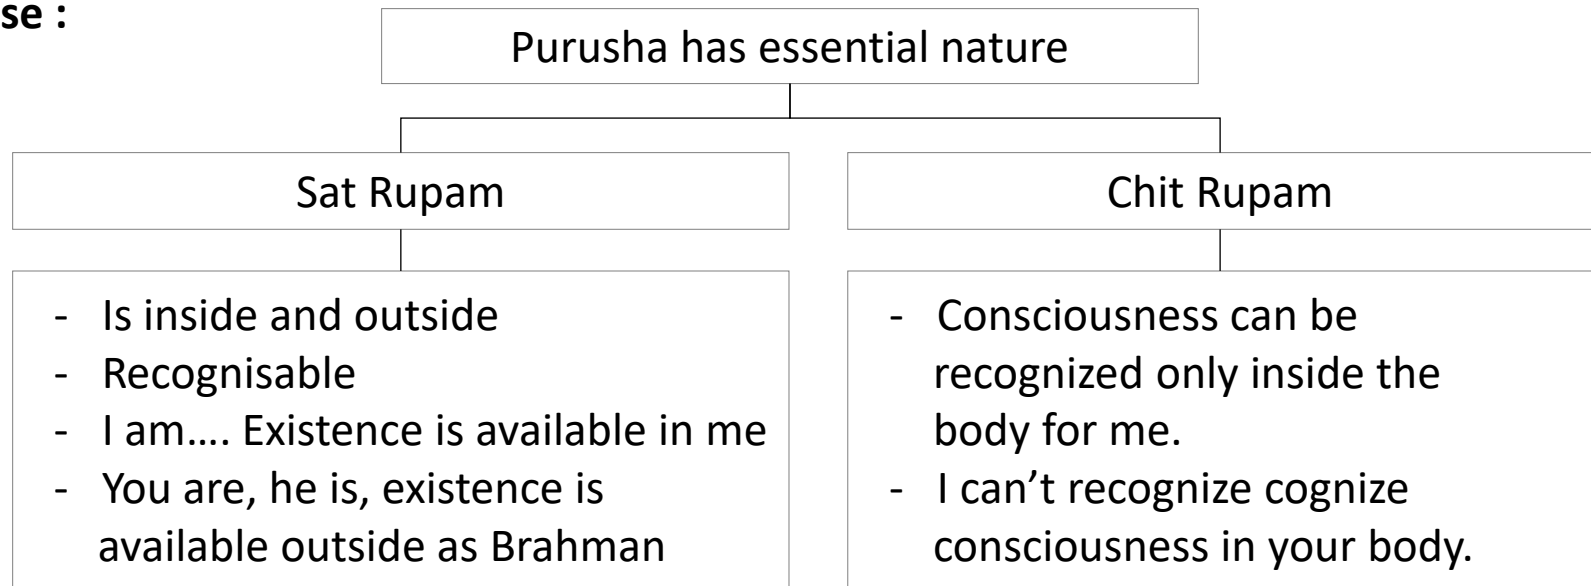 se :
Purusha has essential nature
Sat Rupam
Chit Rupam
- Is inside and outside
- Recognisable
- I am…. Existence is available in me
- You are, he is, existence is
available outside as Brahman
- Consciousness can be
recognized only inside the
body for me.
- I can’t recognize cognize
consciousness in your body.